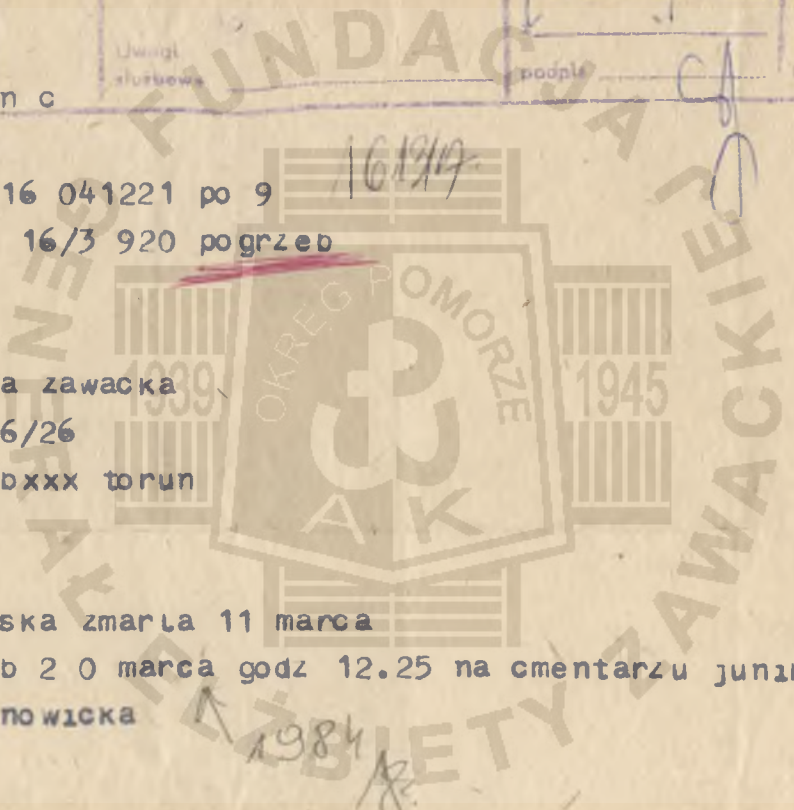 Uwagi
służbowe
podpis
n c
16 041221 po 9
16/3 920 pogrzeb
a zawacka
6/26
bxxx torun
ska zmarla 11 marca
b 2 0 marca godz 12.25 na cmentarzu junik
nowicka
1984
FUNDACJA GENERAŁ ELŻBIETY ZAWACKIEJ
OKRĘG POMORZE
1939
1945
AK